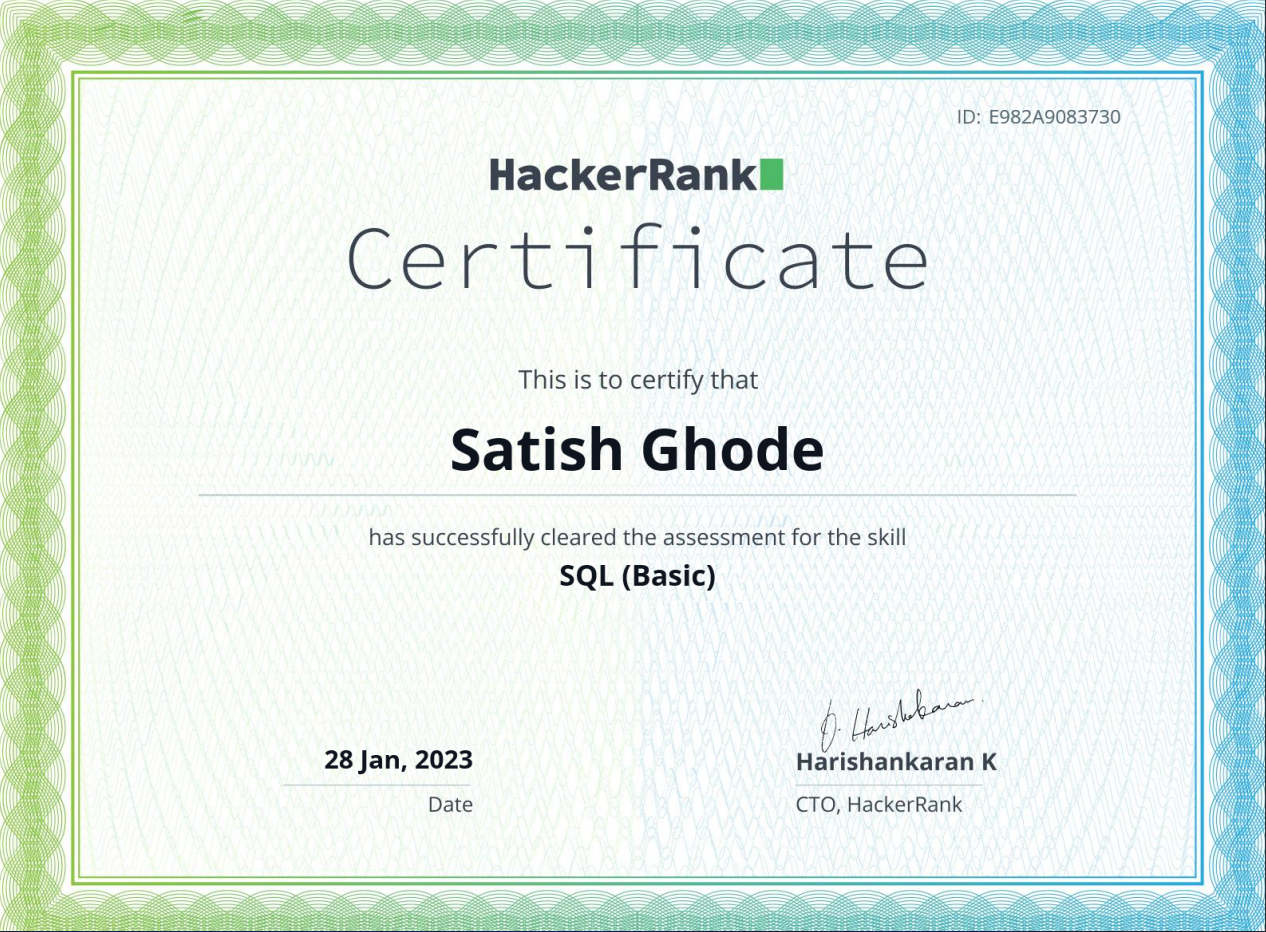 ID: E982A9083730
HackerRank
Certificate
This is to certify that
Satish Ghode
has successfully cleared the assessment for the skill
SQL (Basic)
28 Jan, 2023
Date
Harishankaran K
CTO, HackerRank